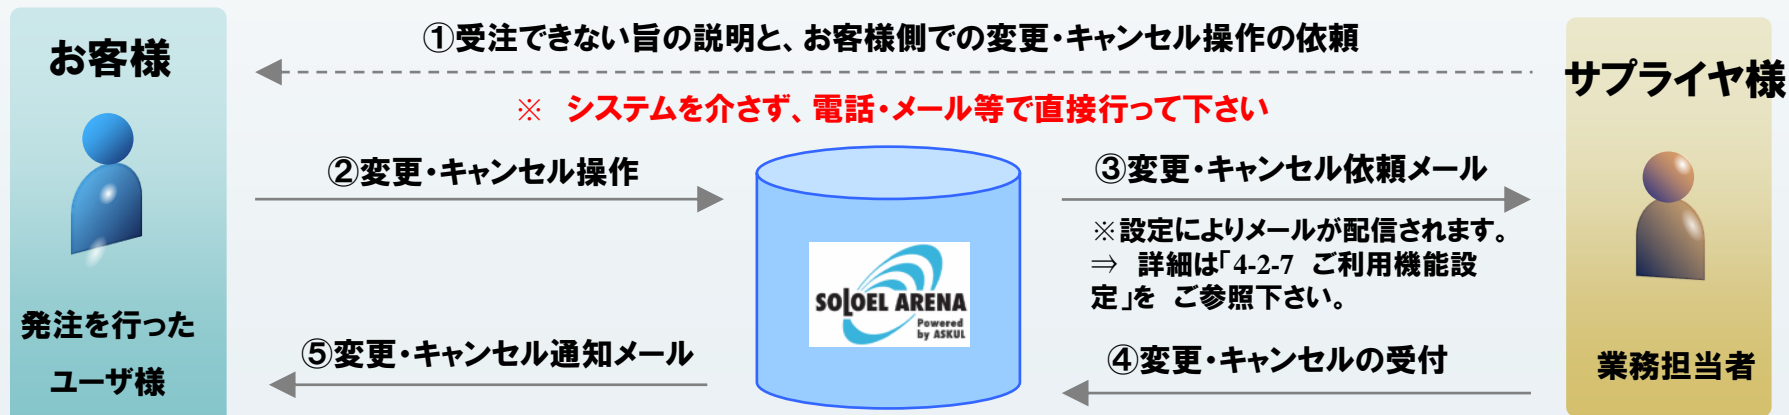 お客様
発注を行った
ユーザ様
①受注できない旨の説明と、お客様側での変更・キャンセル操作の依頼
※ システムを介さず、電話・メール等で直接行って下さい
②変更・キャンセル操作
③変更・キャンセル依頼メール
※設定によりメールが配信されます。
⇒ 詳細は「4-2-7 ご利用機能設
定」を ご参照下さい。
SOLOEL ARENA
Powered
by ASKUL
⑤変更・キャンセル通知メール
④変更・キャンセルの受付
サプライヤ様
業務担当者